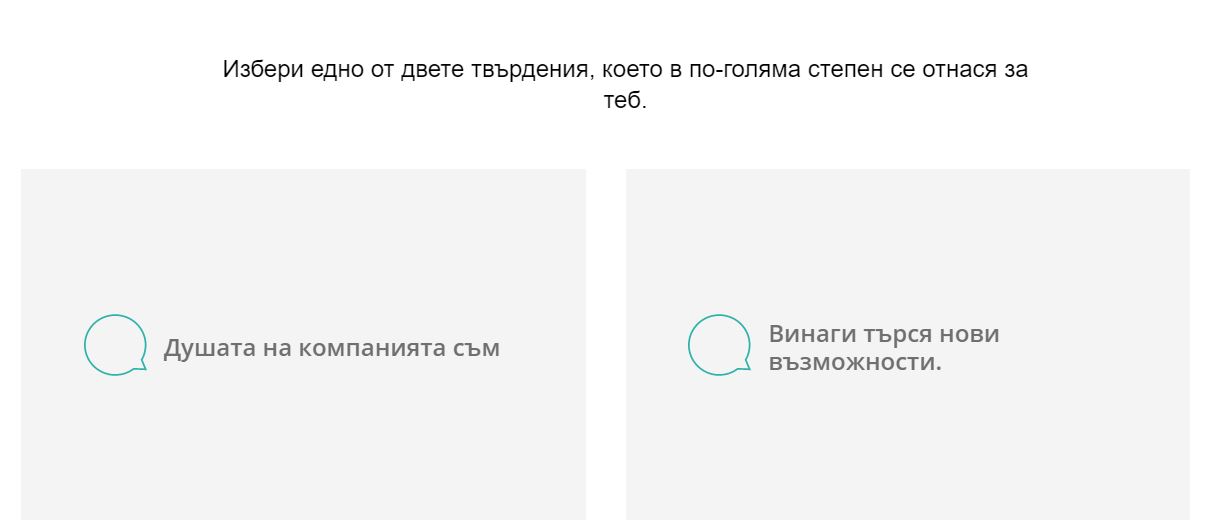 Избери едно от двете твърдения, което в по-голяма степен се отнася за
теб.
Душата на компанията съм
Винаги търся нови
възможности.